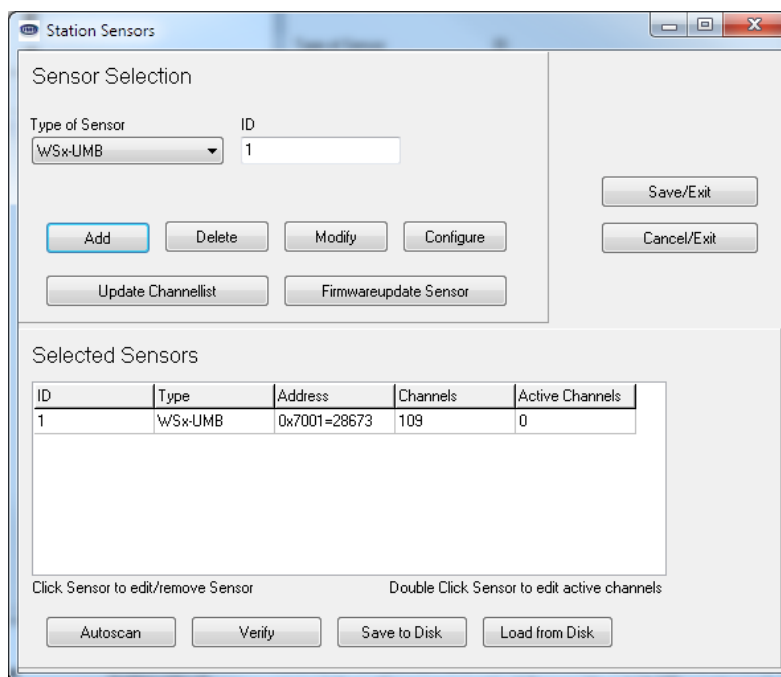 Station Sensors
Sensor Selection
Type of Sensor ID
WSx-UMB 1
Save/Exit
Add Delete Modify Configure Cancel/Exit
Update Channellist Firmwareupdate Sensor
Selected Sensors
ID Type Address Channels Active Channels
1 WSx-UMB 0x7001=28673 109 0
Click Sensor to edit/remove Sensor Double Click Sensor to edit active channels
Autoscan Verify Save to Disk Load from Disk